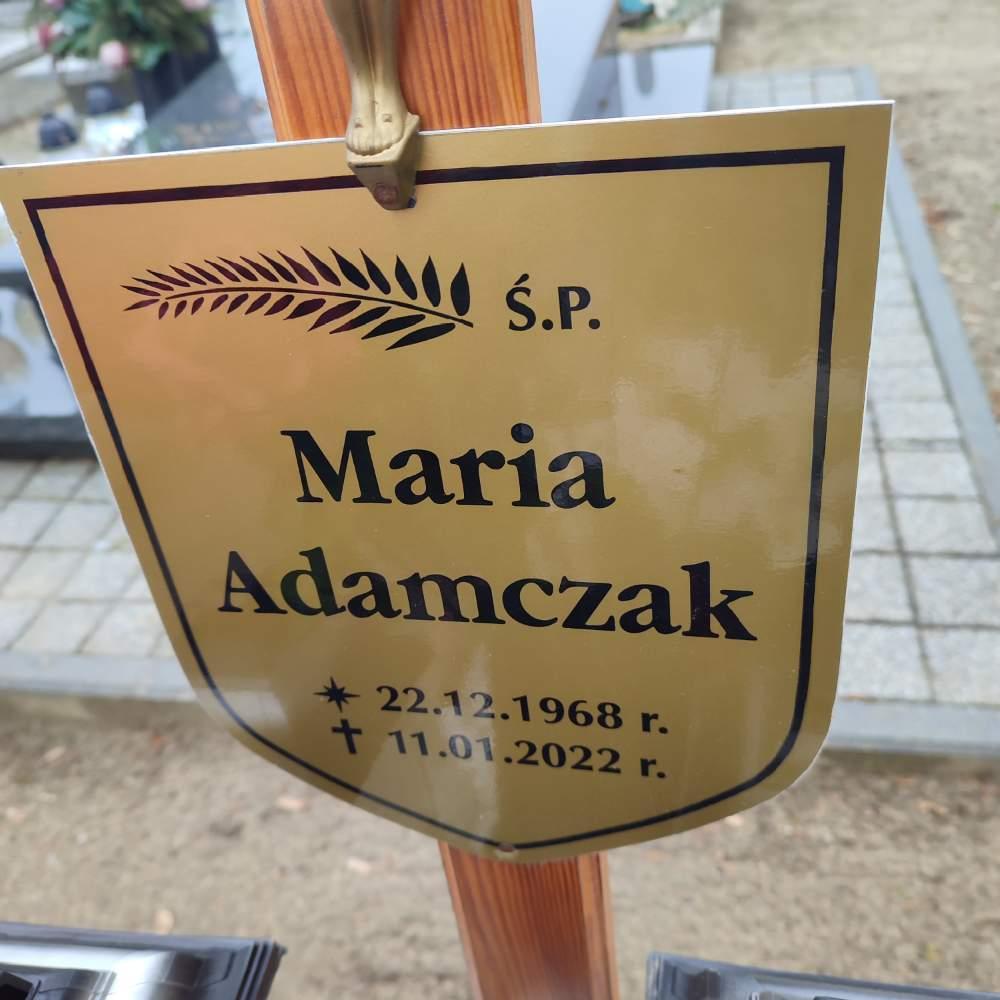 Ś.P.
Maria
Adamczak
22.12.1968 r.
11.01.2022 r.